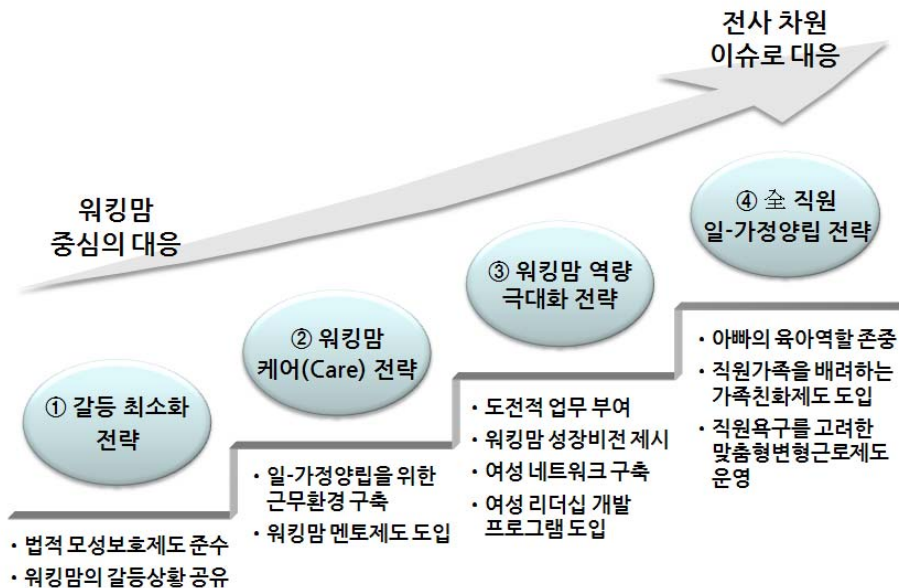 전사 차원
이슈로 대응
워킹맘
중심의 대응
① 갈등 최소화
전략
• 법적 모성보호제도 준수
• 워킹맘의 갈등상황 공유
② 워킹맘
케어(Care) 전략
• 일-가정양립을 위한
근무환경 구축
• 워킹맘 멘토제도 도입
③ 워킹맘 역량
극대화 전략
• 도전적 업무 부여
• 워킹맘 성장비전 제시
• 여성 네트워크 구축
• 여성 리더십 개발
프로그램 도입
④ 全 직원
일-가정양립 전략
• 아빠의 육아역할 존중
• 직원가족을 배려하는
가족친화제도 도입
• 직원욕구를 고려한
맞춤형변형근로제도
운영